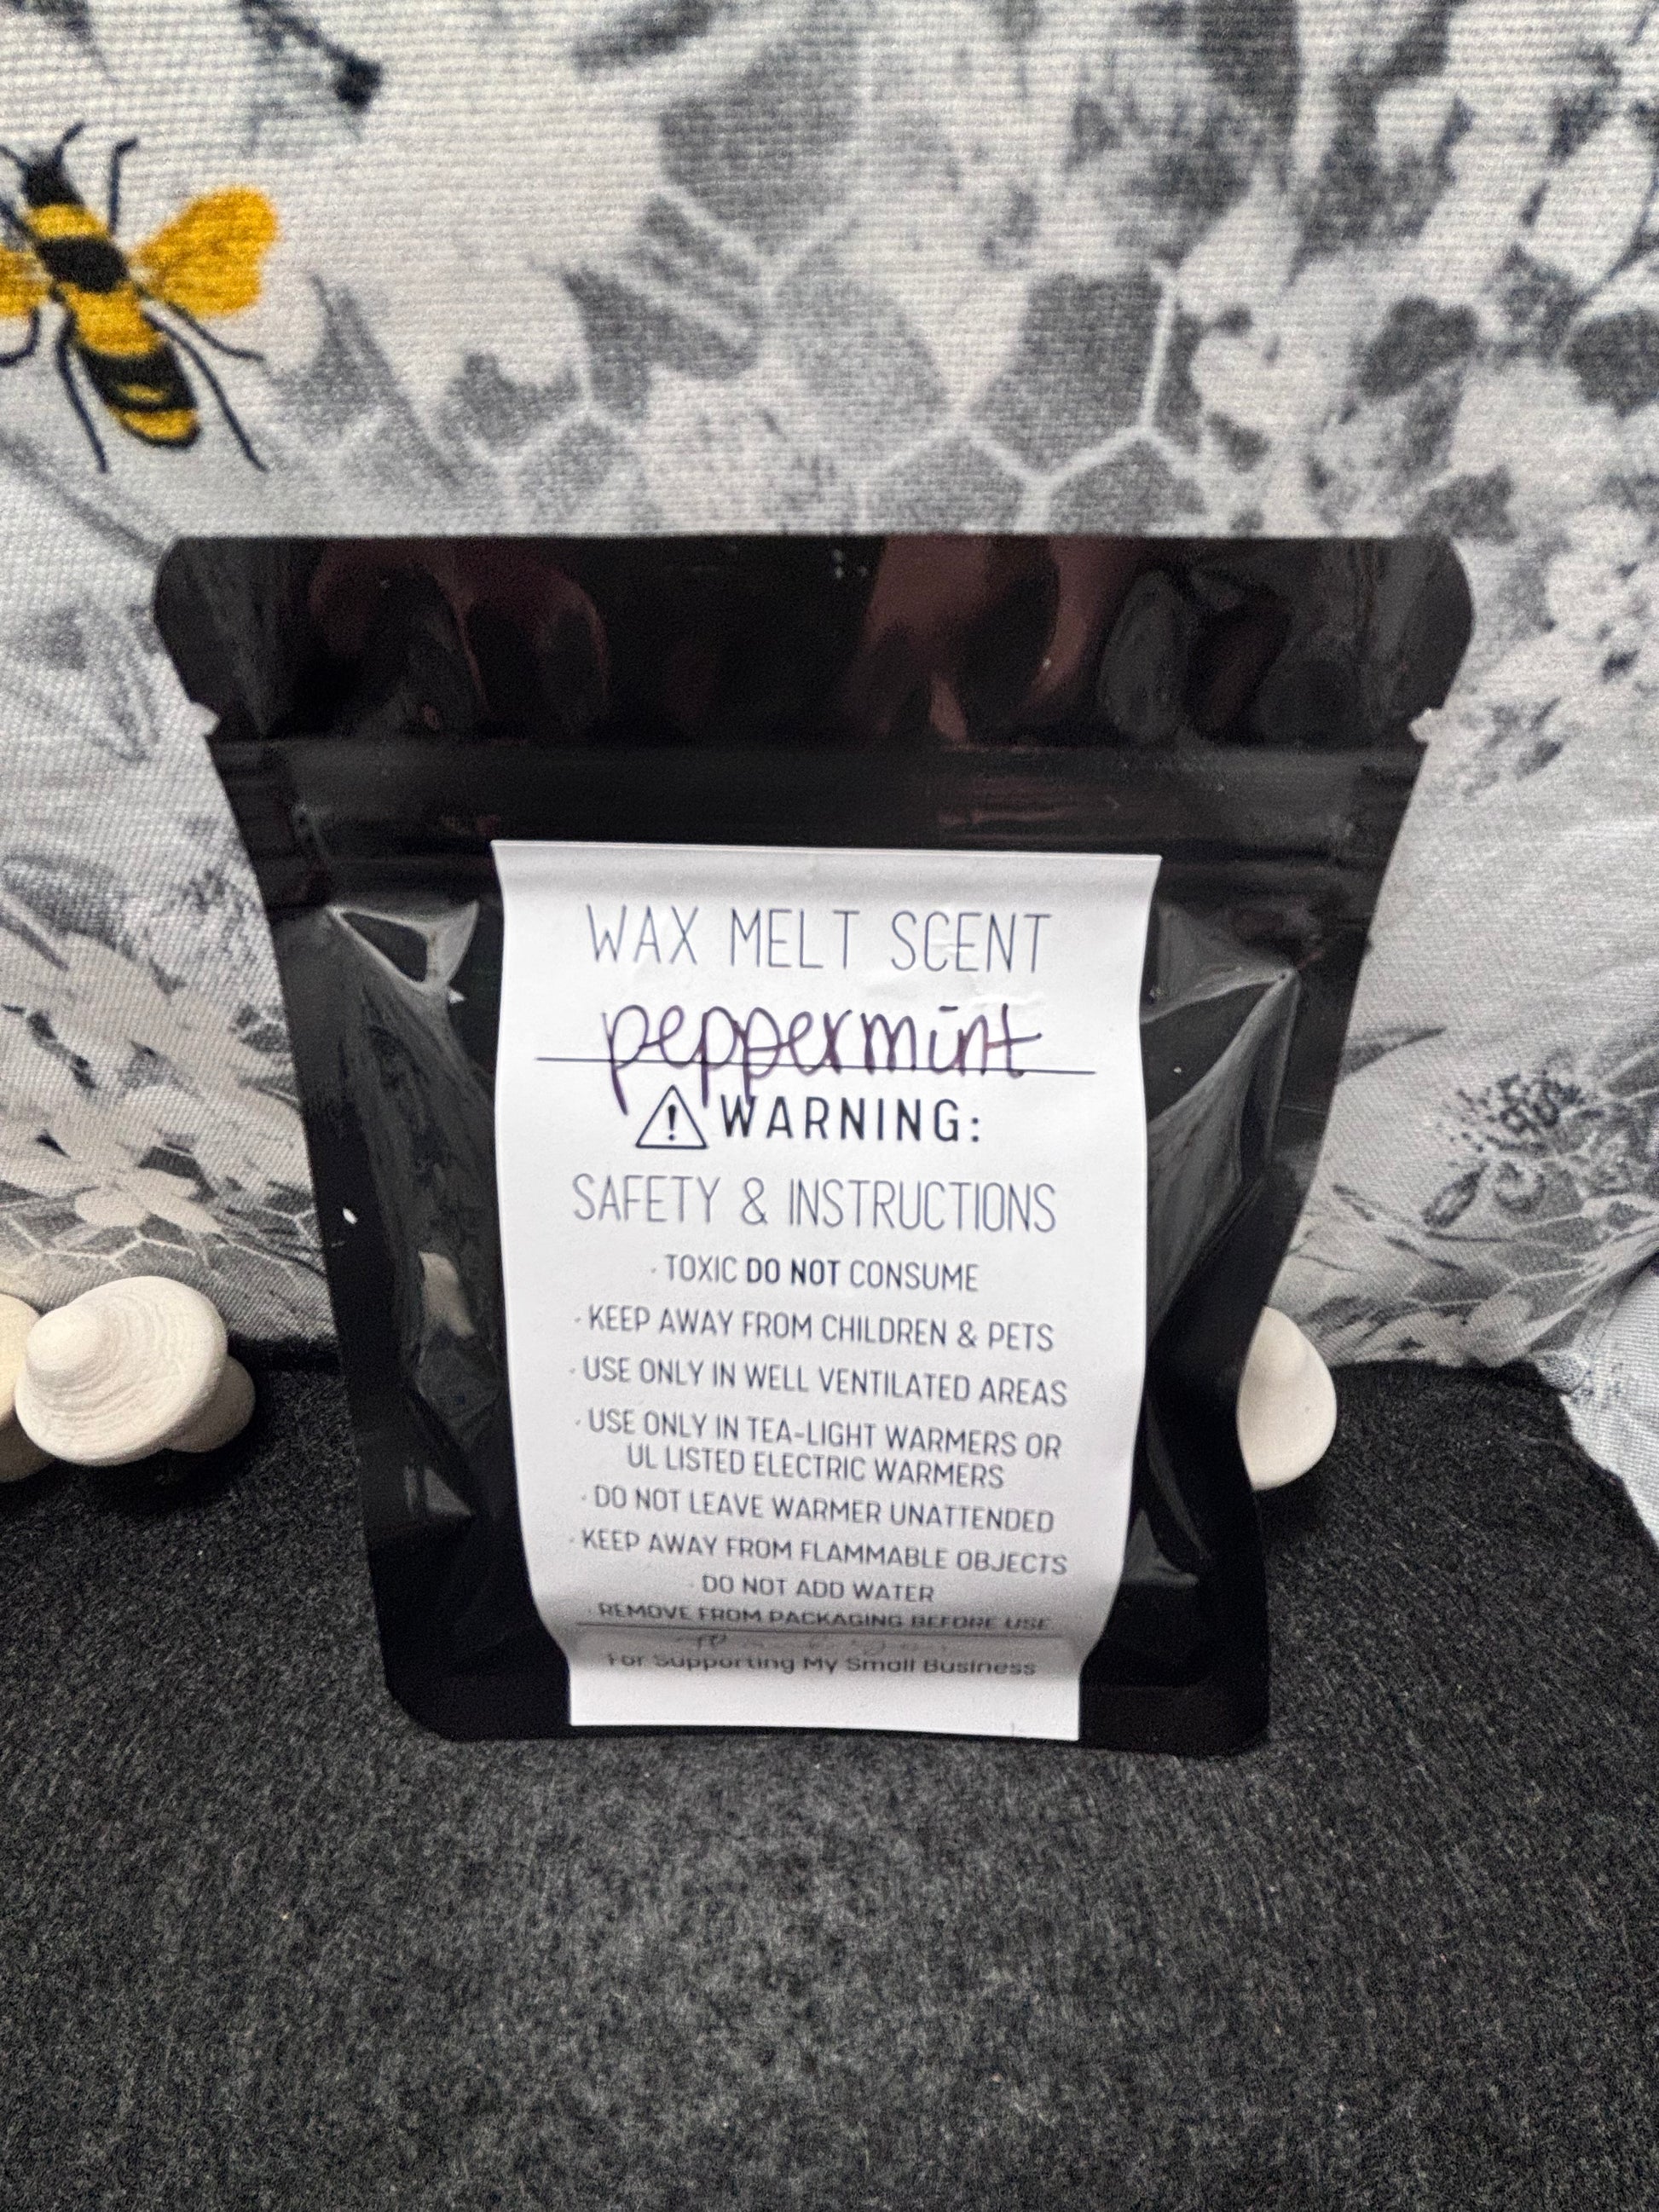 WAX MELT SCENT
peppermint
WARNING:
SAFETY & INSTRUCTIONS
· TOXIC DO NOT CONSUME
· KEEP AWAY FROM CHILDREN & PETS
· USE ONLY IN WELL VENTILATED AREAS
· USE ONLY IN TEA-LIGHT WARMERS OR
UL LISTED ELECTRIC WARMERS
· DO NOT LEAVE WARMER UNATTENDED
· KEEP AWAY FROM FLAMMABLE OBJECTS
· DO NOT ADD WATER
· REMOVE FROM PACKAGING BEFORE USE
For Supporting My Small Business